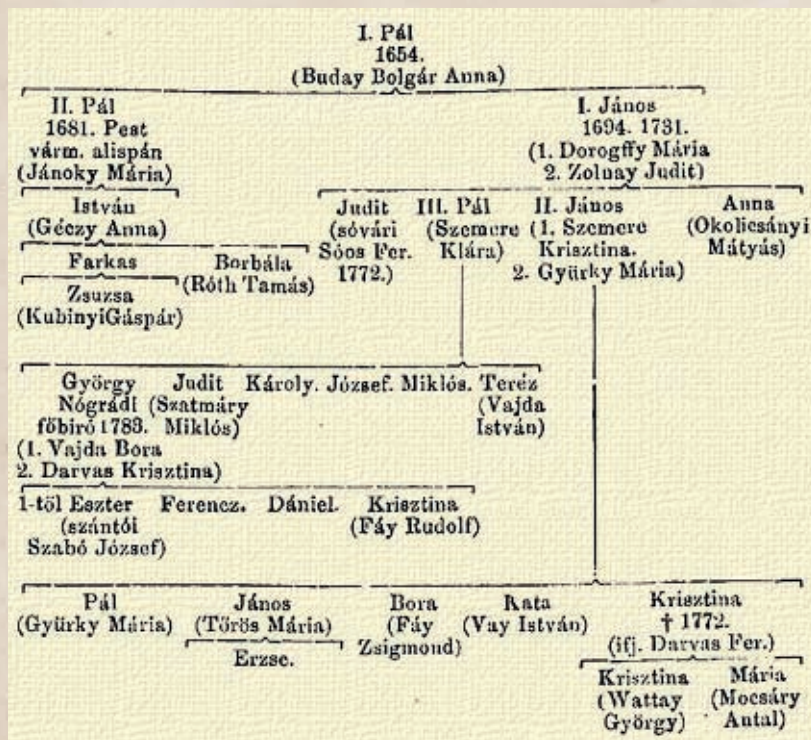 I. Pál
1654.
(Buday Bolgár Anna)
II. Pál
1681. Pest
várm. alispán
(Jánoky Mária)
I. János
1694. 1731.
(1. Dorogffy Mária
2. Zolnay Judit)
István
(Géczy Anna)
Judit
(sóvári
Sóos Fer.
1772.)
III. Pál
(Szemere
Klára)
II. János
(1. Szemere
Krisztina.
2. Gyürky Mária)
Anna
(Okolicsányi
Mátyás)
Farkas
Borbála
(Róth Tamás)
Zsuzsa
(KubinyiGáspár)
György
Nógrádi
főbiró 1783.
(1. Vajda Bora
2. Darvas Krisztina)
Judit
(Szatmáry
Miklós)
Károly. József. Miklós.
Teréz
(Vajda
István)
1-től Eszter
(szántói
Szabó József)
Ferencz.
Dániel.
Krisztina
(Fáy Rudolf)
Pál
(Gyürky Mária)
János
(Törös Mária)
Erzse.
Bora
(Fáy
Zsigmond)
Kata
(Vay István)
Krisztina
† 1772.
(ifj. Darvas Fer.)
Krisztina
(Wattay
György)
Mária
(Mocsáry
Antal)